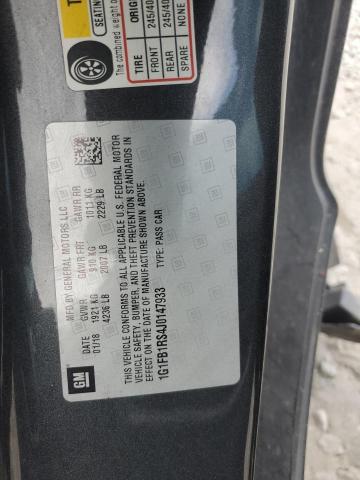 SEATING
The combined weight of
TIRE
ORIG
FRONT
245/40
REAR
245/40
SPARE
NONE
MFD BY GENERAL MOTORS LLC
DATE GVWR GAWR FRT GAWR RR
01/18 1921 KG 910 KG 1011 KG
4236 LB 2007 LB 2229 LB
THIS VEHICLE CONFORMS TO ALL APPLICABLE U.S. FEDERAL MOTOR
VEHICLE SAFETY, BUMPER, AND THEFT PREVENTION STANDARDS IN
EFFECT ON THE DATE OF MANUFACTURE SHOWN ABOVE.
1G1FB1RS4J0147933 TYPE: PASS CAR
GM